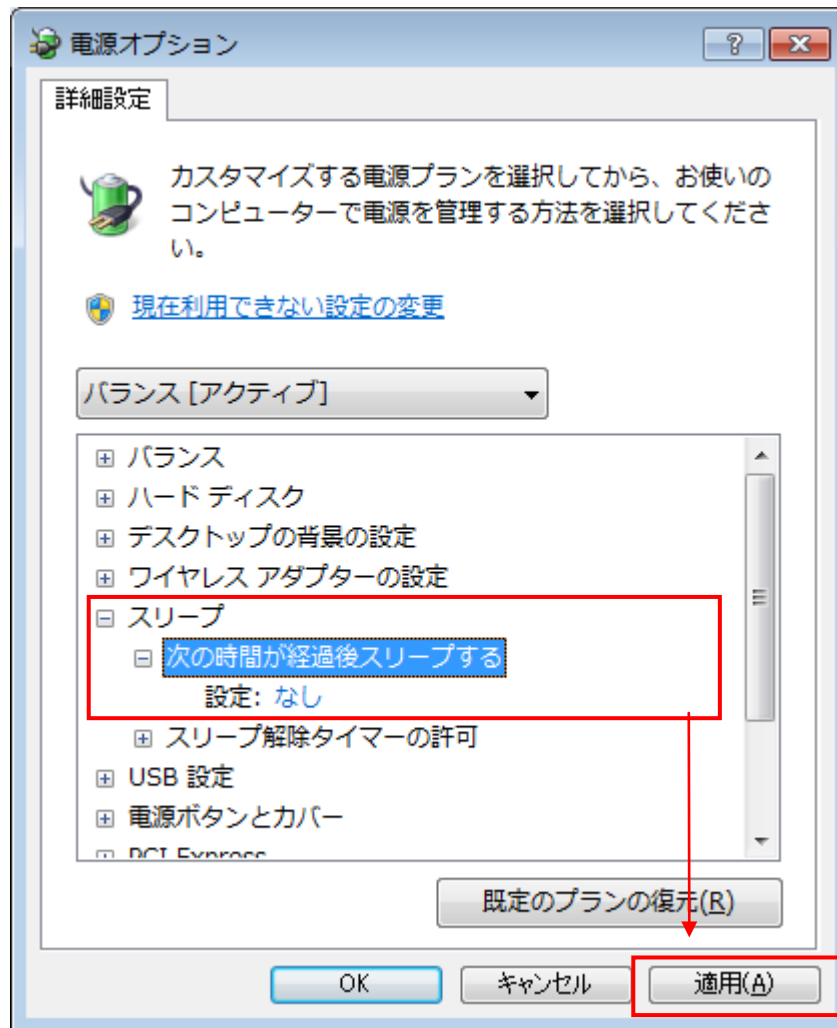 電源オプション
詳細設定
カスタマイズする電源プランを選択してから、お使いの
コンピューターで電源を管理する方法を選択してくださ
い。
現在利用できない設定の変更
バランス [アクティブ]
バランス
ハード ディスク
デスクトップの背景の設定
ワイヤレス アダプターの設定
スリープ
次の時間が経過後スリープする
設定: なし
スリープ解除タイマーの許可
USB 設定
電源ボタンとカバー
PCI Express
既定のプランの復元(R)
OK キャンセル 適用(A)